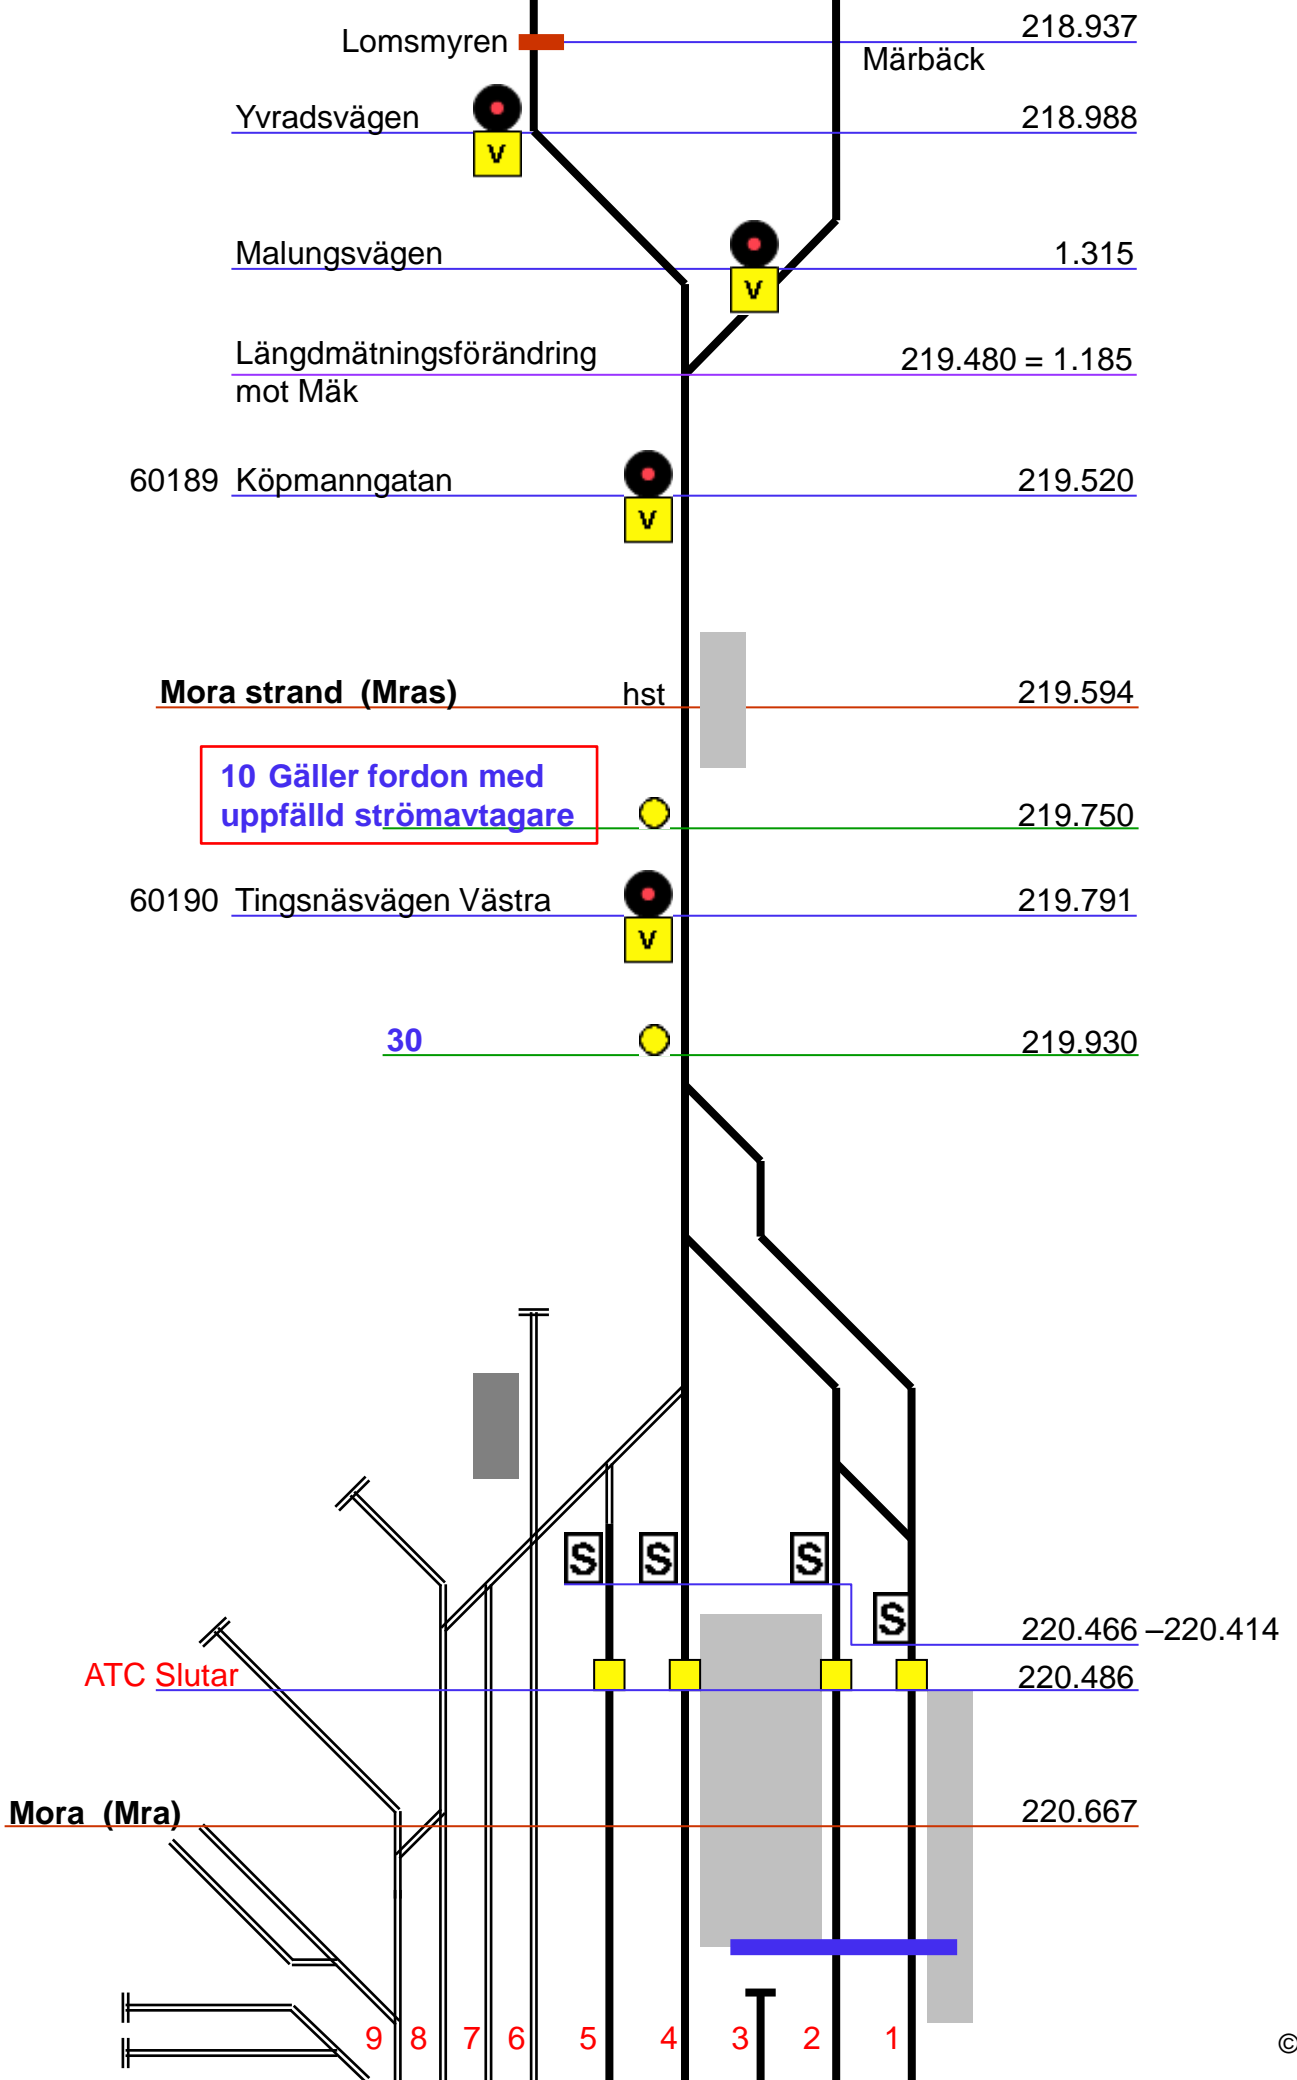 Lomsmyren 218.937
Märbäck
Yvradsvägen 218.988
V
Malungsvägen 1.315
V
Längdmätningsförändring 219.480 = 1.185
mot Mäk
60189 Köpmanngatan 219.520
V
Mora strand (Mras) hst 219.594
10 Gäller fordon med
uppfälld strömavtagare 219.750
60190 Tingsnäsvägen Västra 219.791
V
30 219.930
S S S
S 220.466 –220.414
ATC Slutar 220.486
Mora (Mra) 220.667
9 8 7 6 5 4 3 2 1 ©